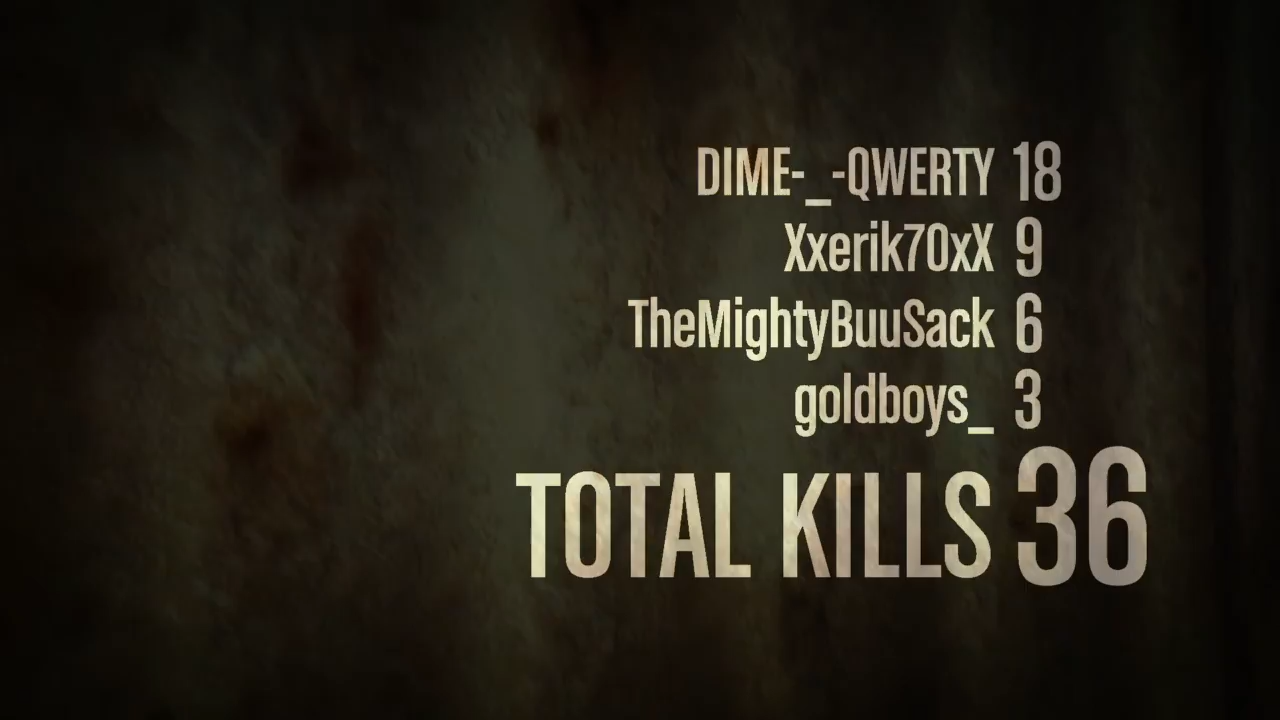 DIME-_-QWERTY 18
Xxerik70xX 9
TheMightyBuuSack 6
goldboys_ 3
TOTAL KILLS 36